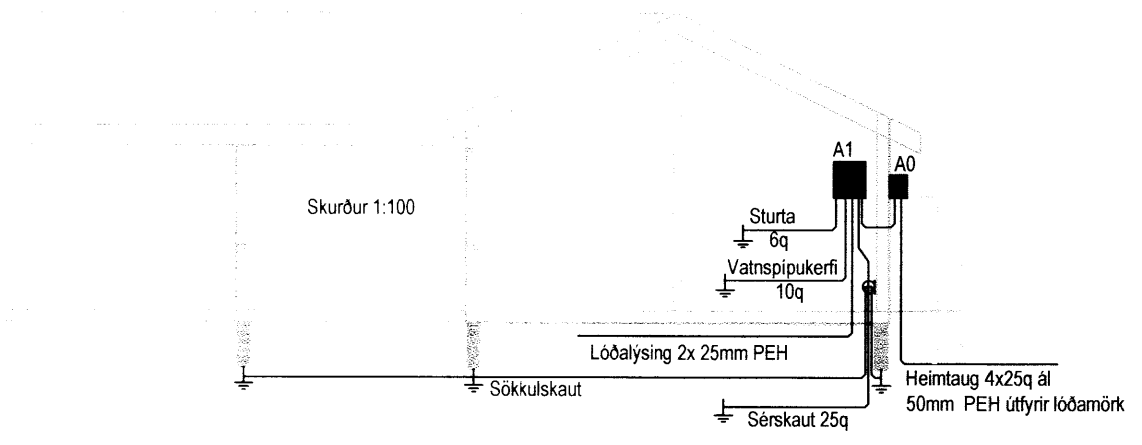 A1
A0
Skurður 1:100
Sturta
6q
Vatnspípukerfi
10q
Lóðalýsing 2x 25mm PEH
Heimtaug 4x25q ál
50mm PEH útfyrir lóðamörk
Sökkulskaut
Sérskaut 25q